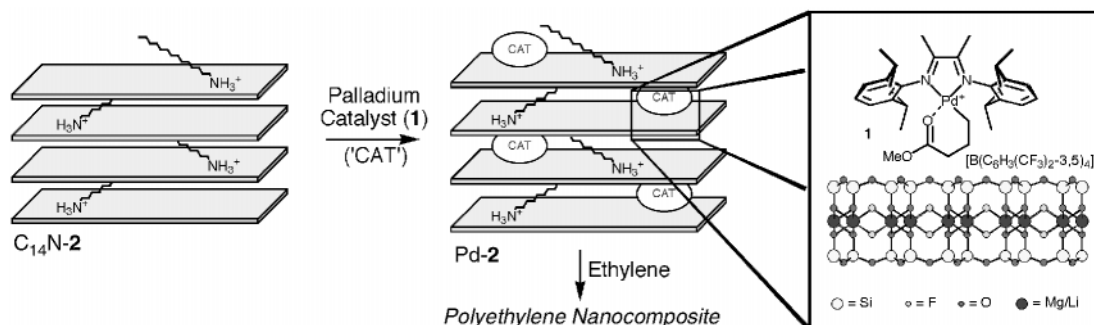 NH₃⁺
H₃N⁺
NH₃⁺
H₃N⁺
C₁₄N-2
Palladium
Catalyst (1)
('CAT')
CAT
NH₃⁺
CAT
H₃N⁺
CAT
NH₃⁺
CAT
H₃N⁺
Pd-2
Ethylene
Polyethylene Nanocomposite
N
N
Pd⁺
1
O
MeO
[B(C₆H₃(CF₃)₂-3,5)₄]
= Si = F = O = Mg/Li